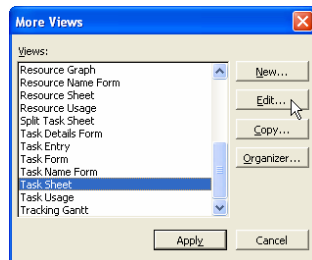 More Views
Views:
Resource Graph
Resource Name Form
Resource Sheet
Resource Usage
Split Task Sheet
Task Details Form
Task Entry
Task Form
Task Name Form
Task Sheet
Task Usage
Tracking Gantt
New...
Edit...
Copy...
Organizer...
Apply
Cancel